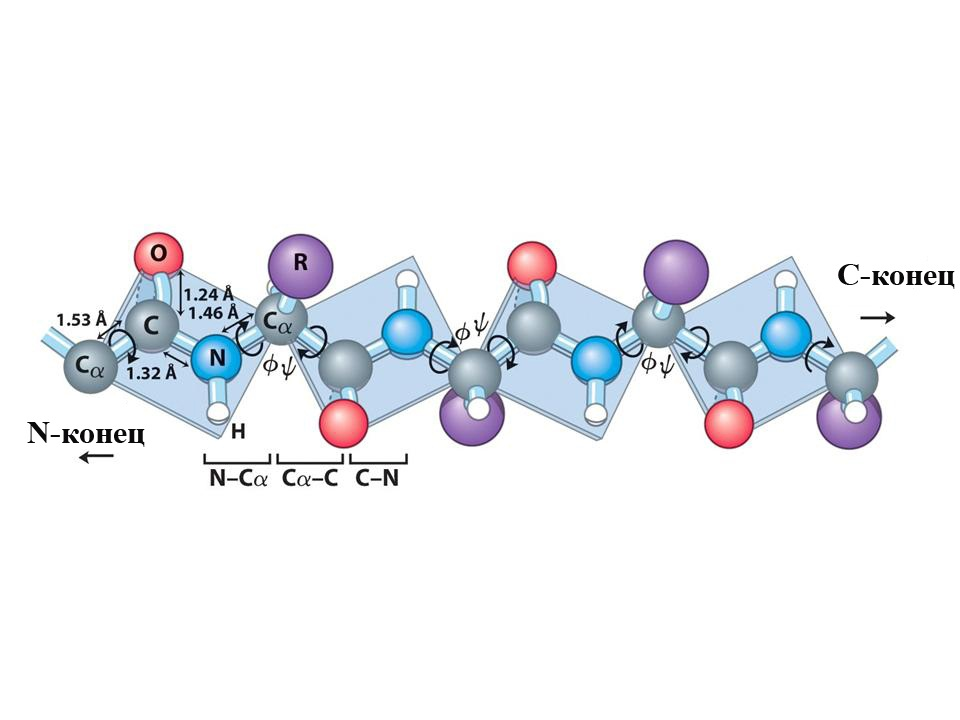 O
R
C-конец
1.24 Å
1.46 Å
1.53 Å
C
Cα
N
Cα
1.32 Å
ϕ ψ
ϕ ψ
ϕ ψ
N-конец
H
N–Cα Cα–C C–N